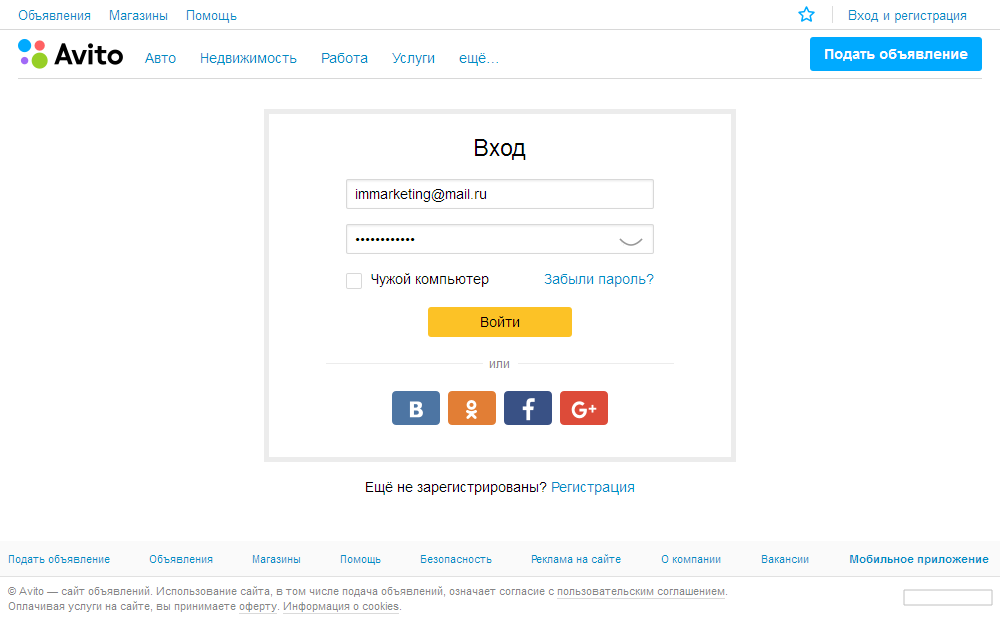 Объявления Магазины Помощь Вход и регистрация
Avito Авто Недвижимость Работа Услуги ещё... Подать объявление
Вход
immarketing@mail.ru
••••••••••••
Чужой компьютер Забыли пароль?
Войти
или
B f G+
Ещё не зарегистрированы? Регистрация
Подать объявление Объявления Магазины Помощь Безопасность Реклама на сайте О компании Вакансии Мобильное приложение
© Avito — сайт объявлений. Использование сайта, в том числе подача объявлений, означает согласие с пользовательским соглашением.
Оплачивая услуги на сайте, вы принимаете оферту. Информация о cookies.